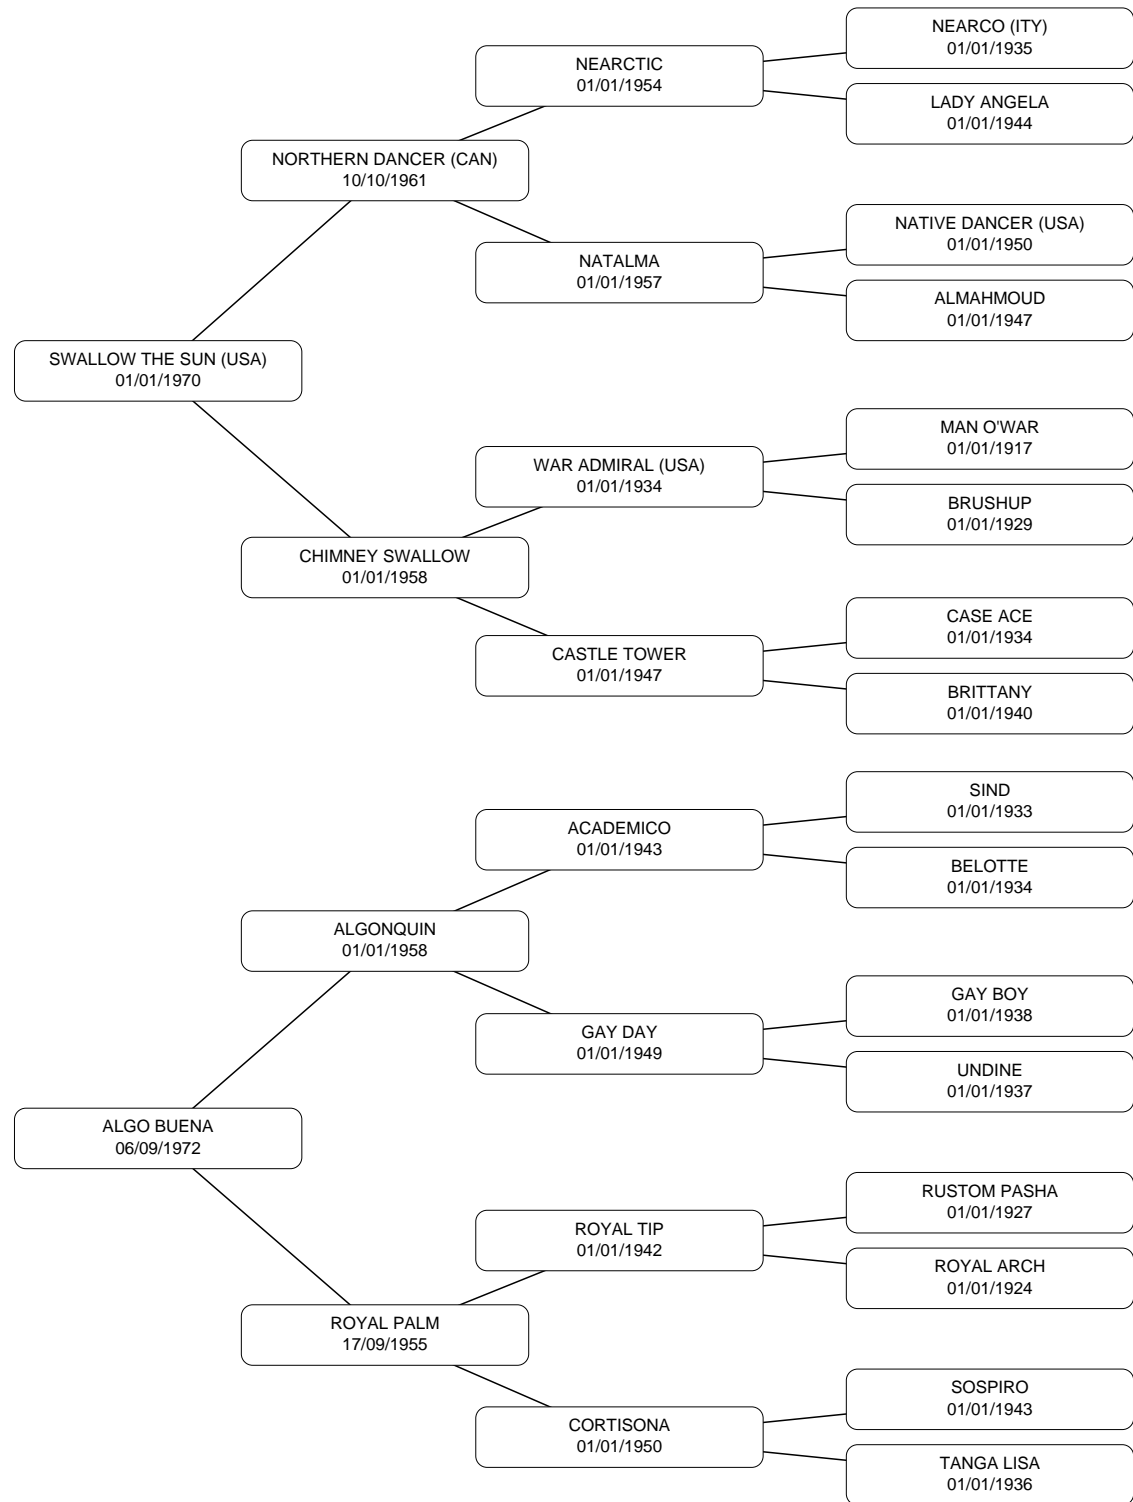 NEARCO (ITY)
01/01/1935
NEARCTIC
01/01/1954
LADY ANGELA
01/01/1944
NORTHERN DANCER (CAN)
10/10/1961
NATIVE DANCER (USA)
01/01/1950
NATALMA
01/01/1957
ALMAHMOUD
01/01/1947
SWALLOW THE SUN (USA)
01/01/1970
MAN O'WAR
01/01/1917
WAR ADMIRAL (USA)
01/01/1934
BRUSHUP
01/01/1929
CHIMNEY SWALLOW
01/01/1958
CASE ACE
01/01/1934
CASTLE TOWER
01/01/1947
BRITTANY
01/01/1940
SIND
01/01/1933
ACADEMICO
01/01/1943
BELOTTE
01/01/1934
ALGONQUIN
01/01/1958
GAY BOY
01/01/1938
GAY DAY
01/01/1949
UNDINE
01/01/1937
ALGO BUENA
06/09/1972
RUSTOM PASHA
01/01/1927
ROYAL TIP
01/01/1942
ROYAL ARCH
01/01/1924
ROYAL PALM
17/09/1955
SOSPIRO
01/01/1943
CORTISONA
01/01/1950
TANGA LISA
01/01/1936